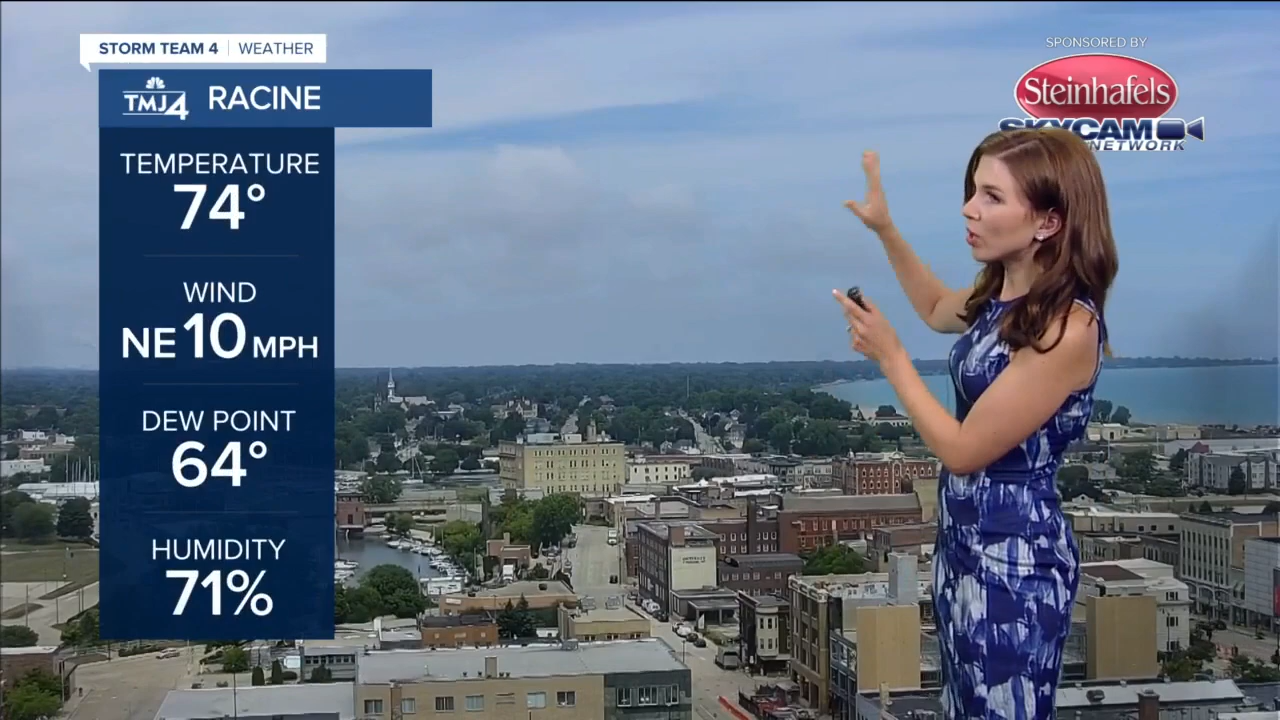 STORM TEAM 4 | WEATHER
TMJ4 RACINE
TEMPERATURE
74°
WIND
NE 10 MPH
DEW POINT
64°
HUMIDITY
71%
SPONSORED BY
Steinhafels
SKYCAM
NETWORK